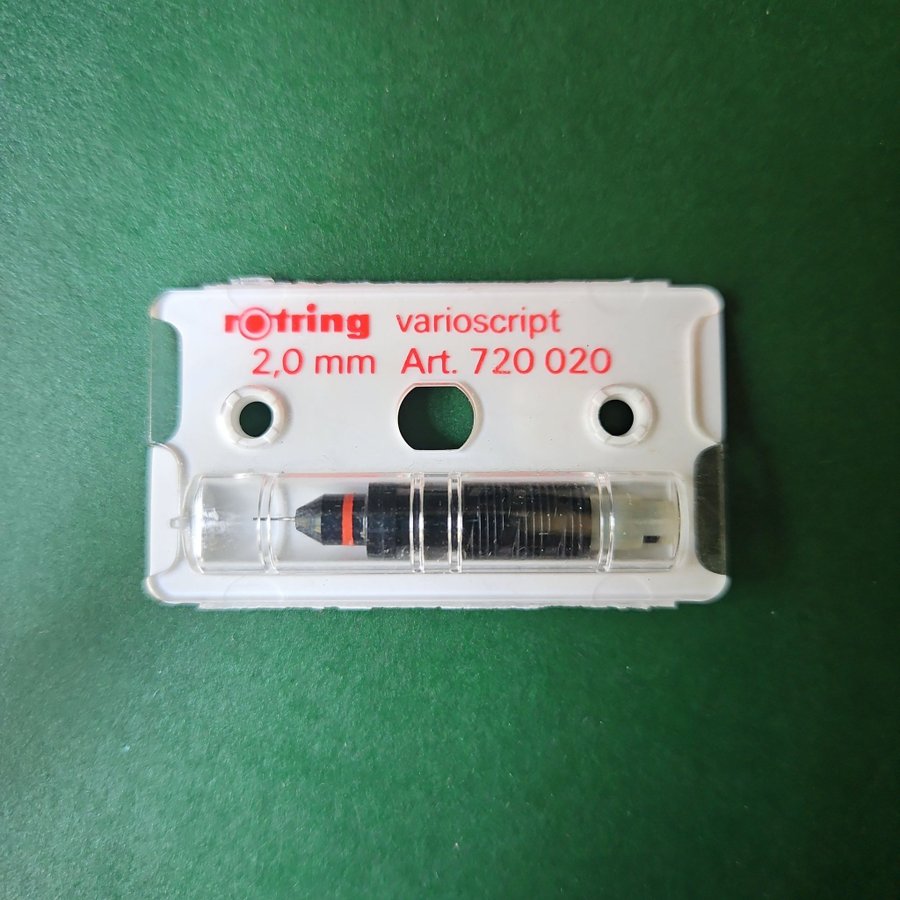 rotring varioscript
2,0 mm Art. 720 020